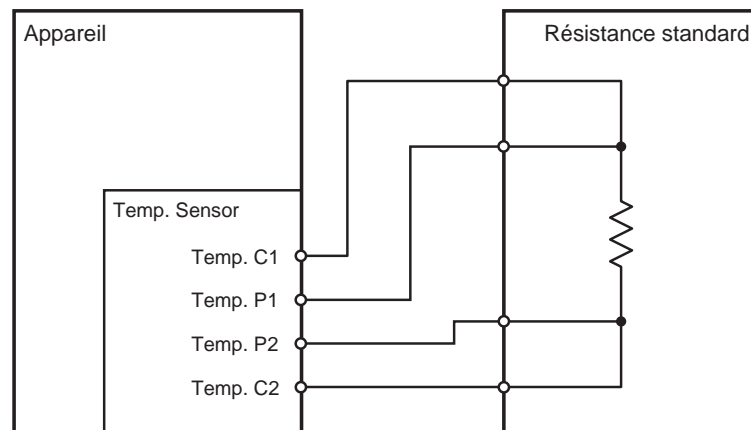 Appareil
Résistance standard
Temp. Sensor
Temp. C1
Temp. P1
Temp. P2
Temp. C2